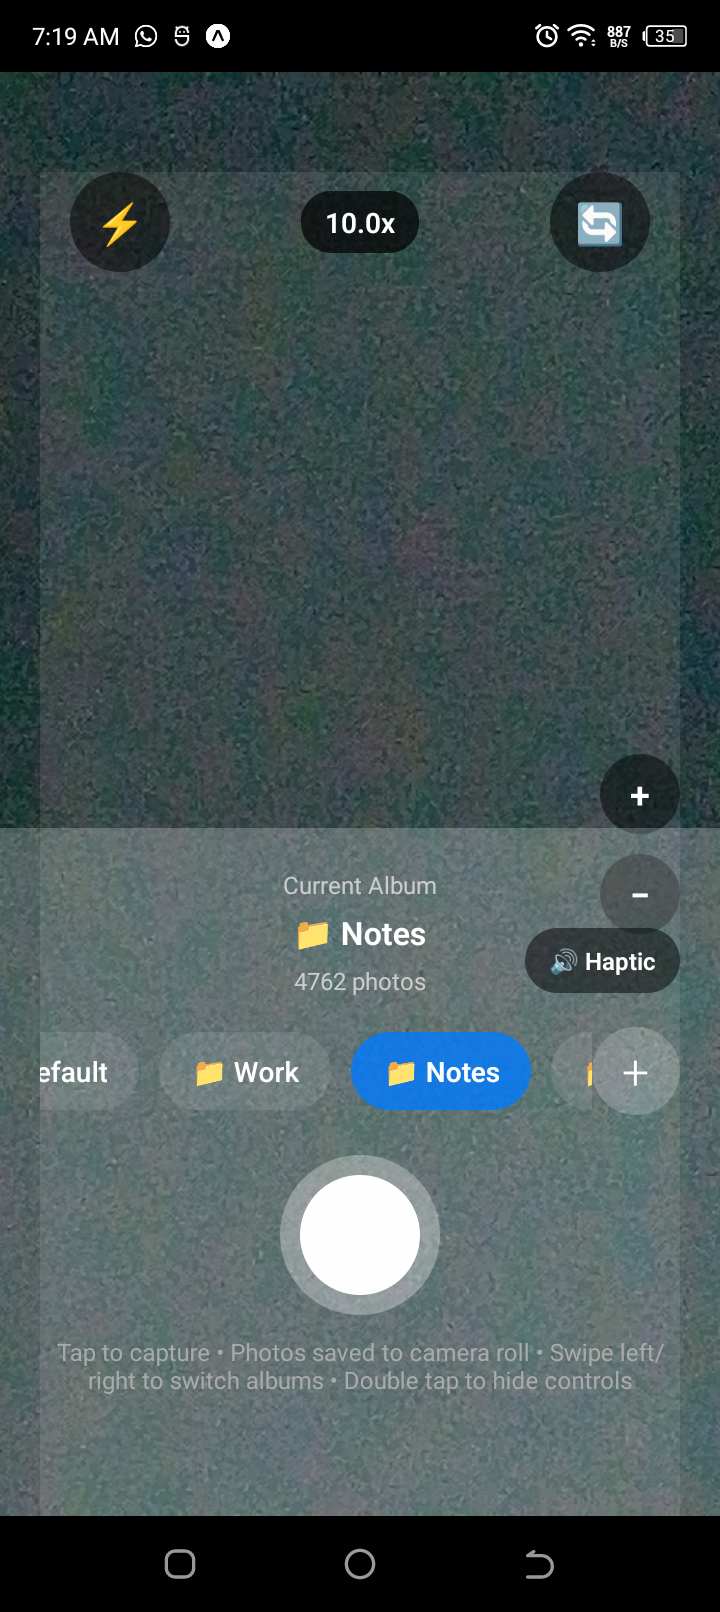 7:19 AM
887
B/S
35
10.0x
+
-
Current Album
Notes
4762 photos
Haptic
efault
Work
Notes
+
Tap to capture • Photos saved to camera roll • Swipe left/
right to switch albums • Double tap to hide controls